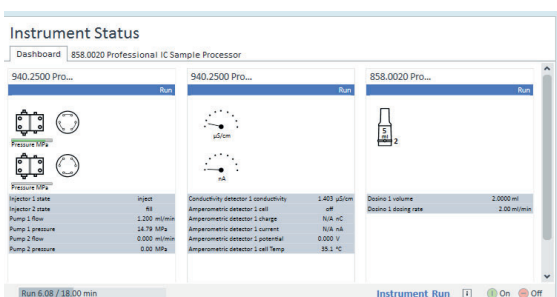 Instrument Status
Dashboard 858.0020 Professional IC Sample Processor
940.2500 Pro...
Run
Pressure MPa
Pressure MPa
Injector 1 state inject
Injector 2 state fill
Pump 1 flow 1.200 ml/min
Pump 1 pressure 14.79 MPa
Pump 2 flow 0.000 ml/min
Pump 2 pressure 0.00 MPa
940.2500 Pro...
Run
µS/cm
nA
Conductivity detector 1 conductivity 1.403 µS/cm
Amperometric detector 1 cell off
Amperometric detector 1 charge N/A nC
Amperometric detector 1 current N/A nA
Amperometric detector 1 potential 0.000 V
Amperometric detector 1 cell Temp 35.1 °C
858.0020 Pro...
Run
5
ml
2
Dosino 1 volume 2.0000 ml
Dosino 1 dosing rate 2.00 ml/min
Run 6.08 / 18.00 min Instrument Run i On Off